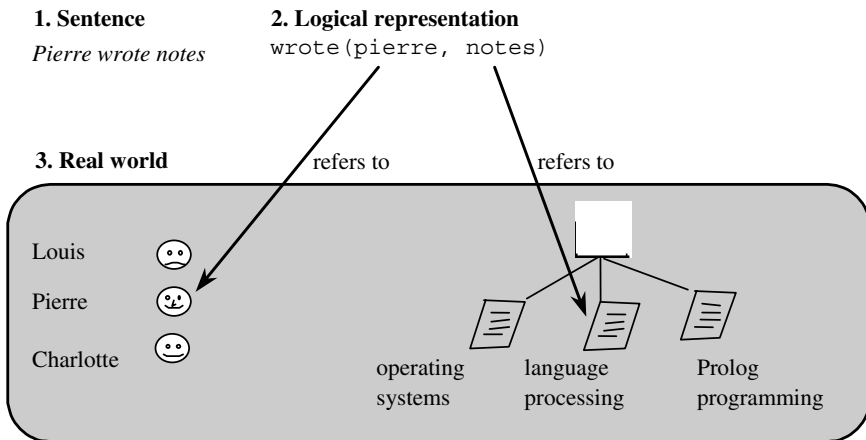 1. Sentence
Pierre wrote notes
2. Logical representation
wrote(pierre, notes)
3. Real world
refers to
refers to
Louis
Pierre
Charlotte
operating
systems
language
processing
Prolog
programming